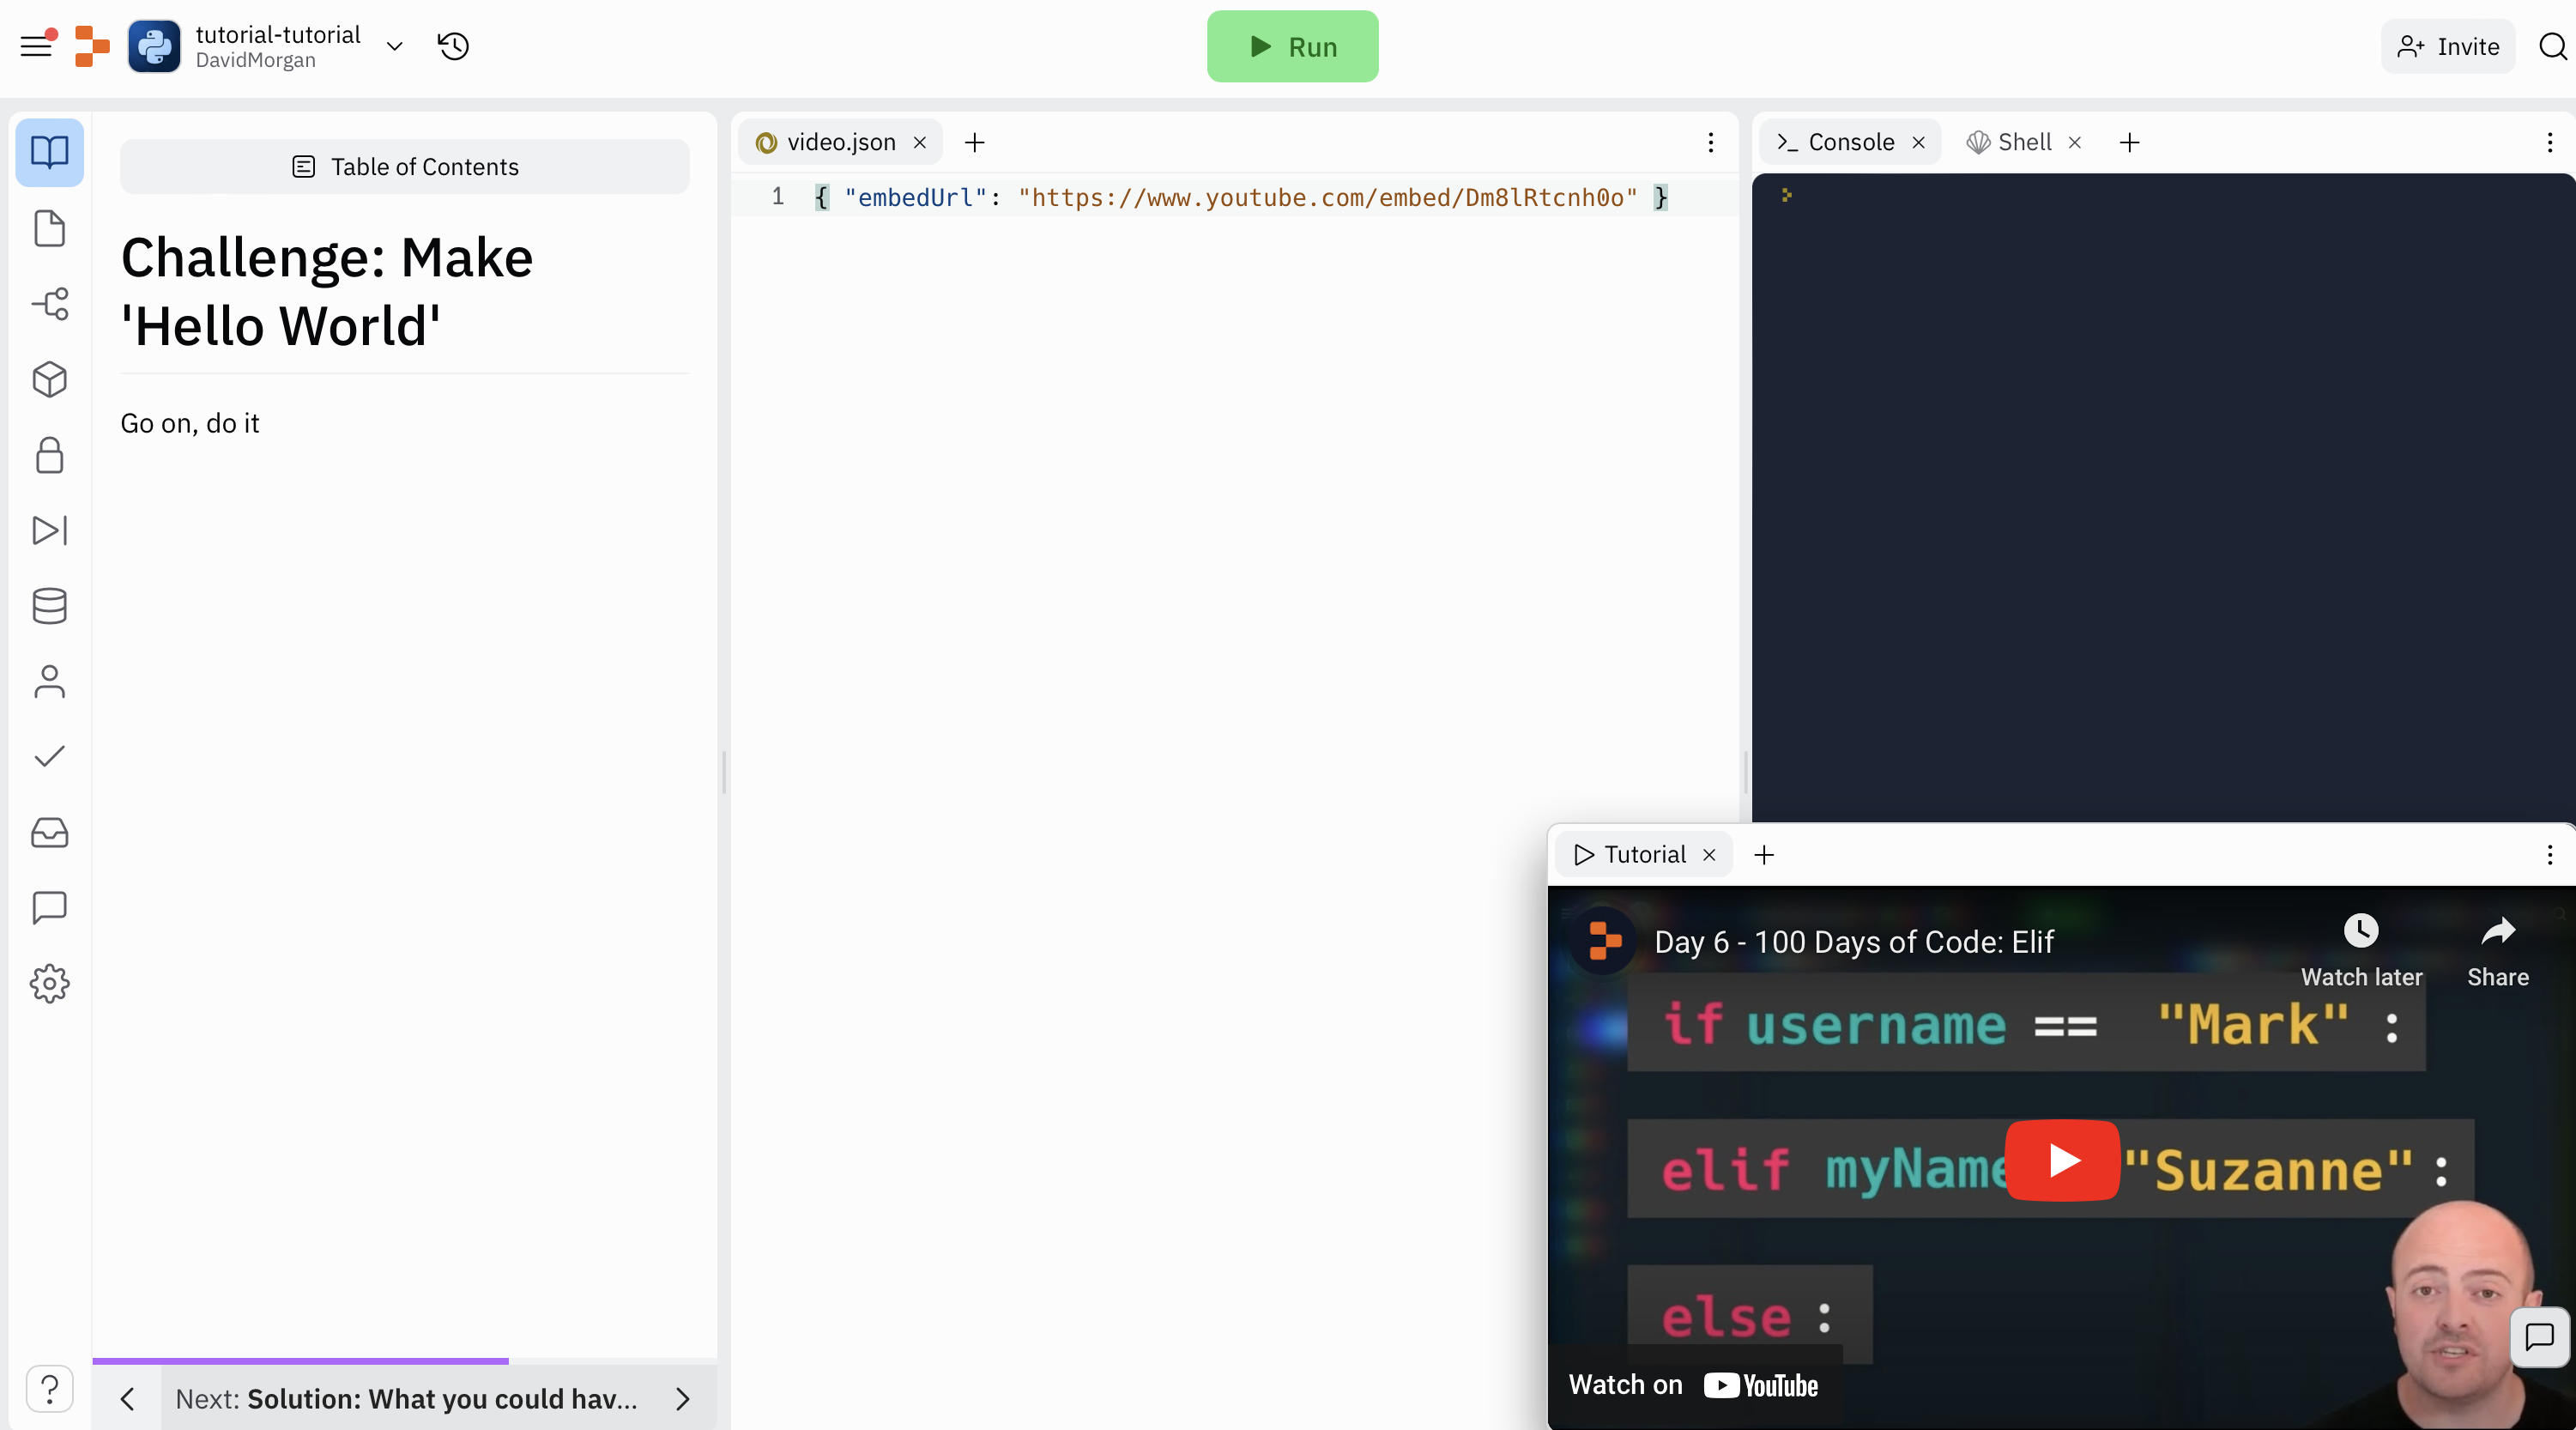 tutorial-tutorial
DavidMorgan
Run
Invite
Table of Contents
Challenge: Make
'Hello World'
Go on, do it
Next: Solution: What you could hav...
video.json
1 { "embedUrl": "https://www.youtube.com/embed/Dm8lRtcnh0o" }
Console
Shell
Tutorial
Day 6 - 100 Days of Code: Elif
Watch later
Share
if username == "Mark" :
elif myName "Suzanne" :
else :
Watch on YouTube